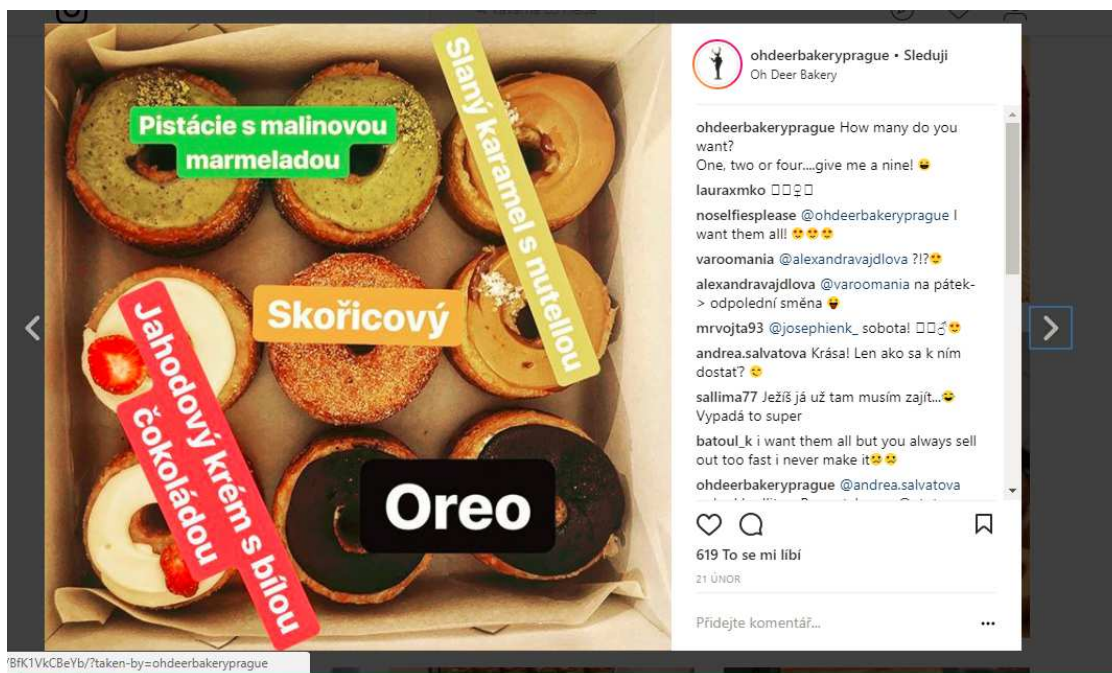 Pistácie s malinovou
marmeladou
Slaný karamel s nutellou
Skořicový
Jahodový krém s bílou
čokoládou
Oreo
ohdeerbakeryprague • Sleduji
Oh Deer Bakery
ohdeerbakeryprague How many do you
want?
One, two or four....give me a nine! 😄
lauraxmko
noselfiesplease @ohdeerbakeryprague I
want them all! 😍😍😍
varoomania @alexandravajdlova ?!?😍
alexandravajdlova @varoomania na pátek-
> odpolední směna 😛
mrvojta93 @josephienk_ sobota! 😍
andrea.salvatova Krása! Len ako sa k ním
dostať? 😏
sallima77 Ježíš já už tam musím zajít...😄
Vypadá to super
batoul_k i want them all but you always sell
out too fast i never make it😢😢
ohdeerbakeryprague @andrea.salvatova
619 To se mi líbí
21 ÚNOR
Přidejte komentář...
/BfK1VkCBeYb/?taken-by=ohdeerbakeryprague